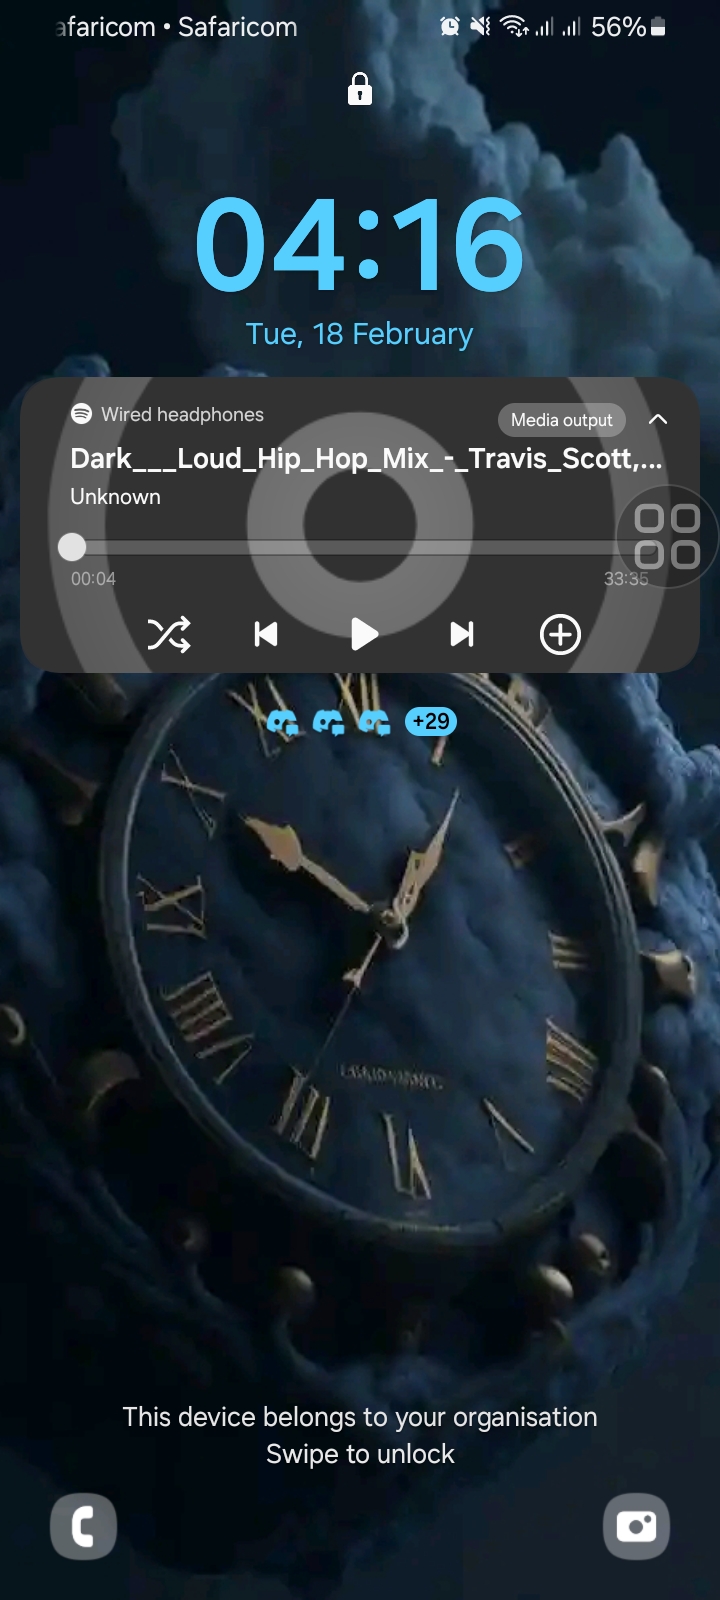 afaricom • Safaricom 56%
04:16
Tue, 18 February
Wired headphones Media output
Dark___Loud_Hip_Hop_Mix_-_Travis_Scott,...
Unknown
00:04 33:35
+29
This device belongs to your organisation
Swipe to unlock